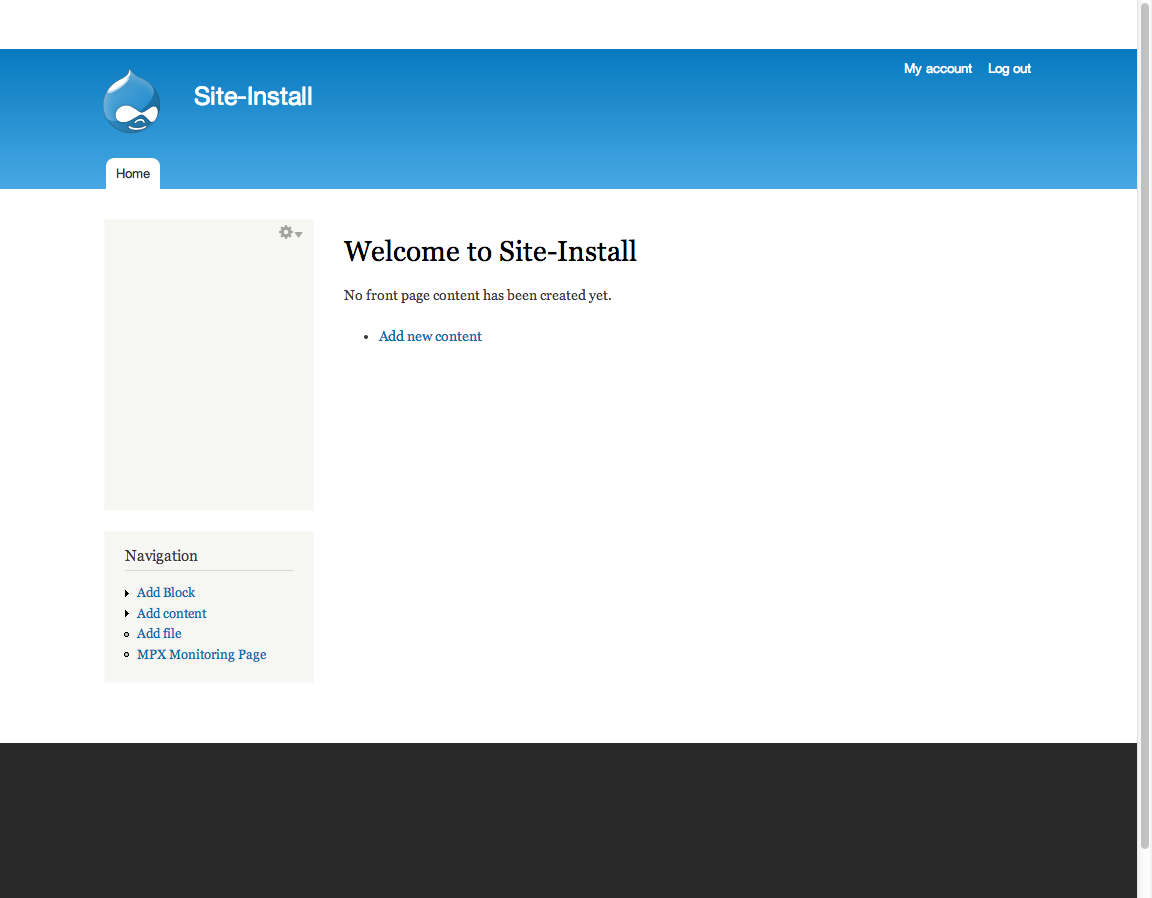 My account Log out
Site-Install
Home
Welcome to Site-Install
No front page content has been created yet.
Add new content
Navigation
Add Block
Add content
Add file
MPX Monitoring Page